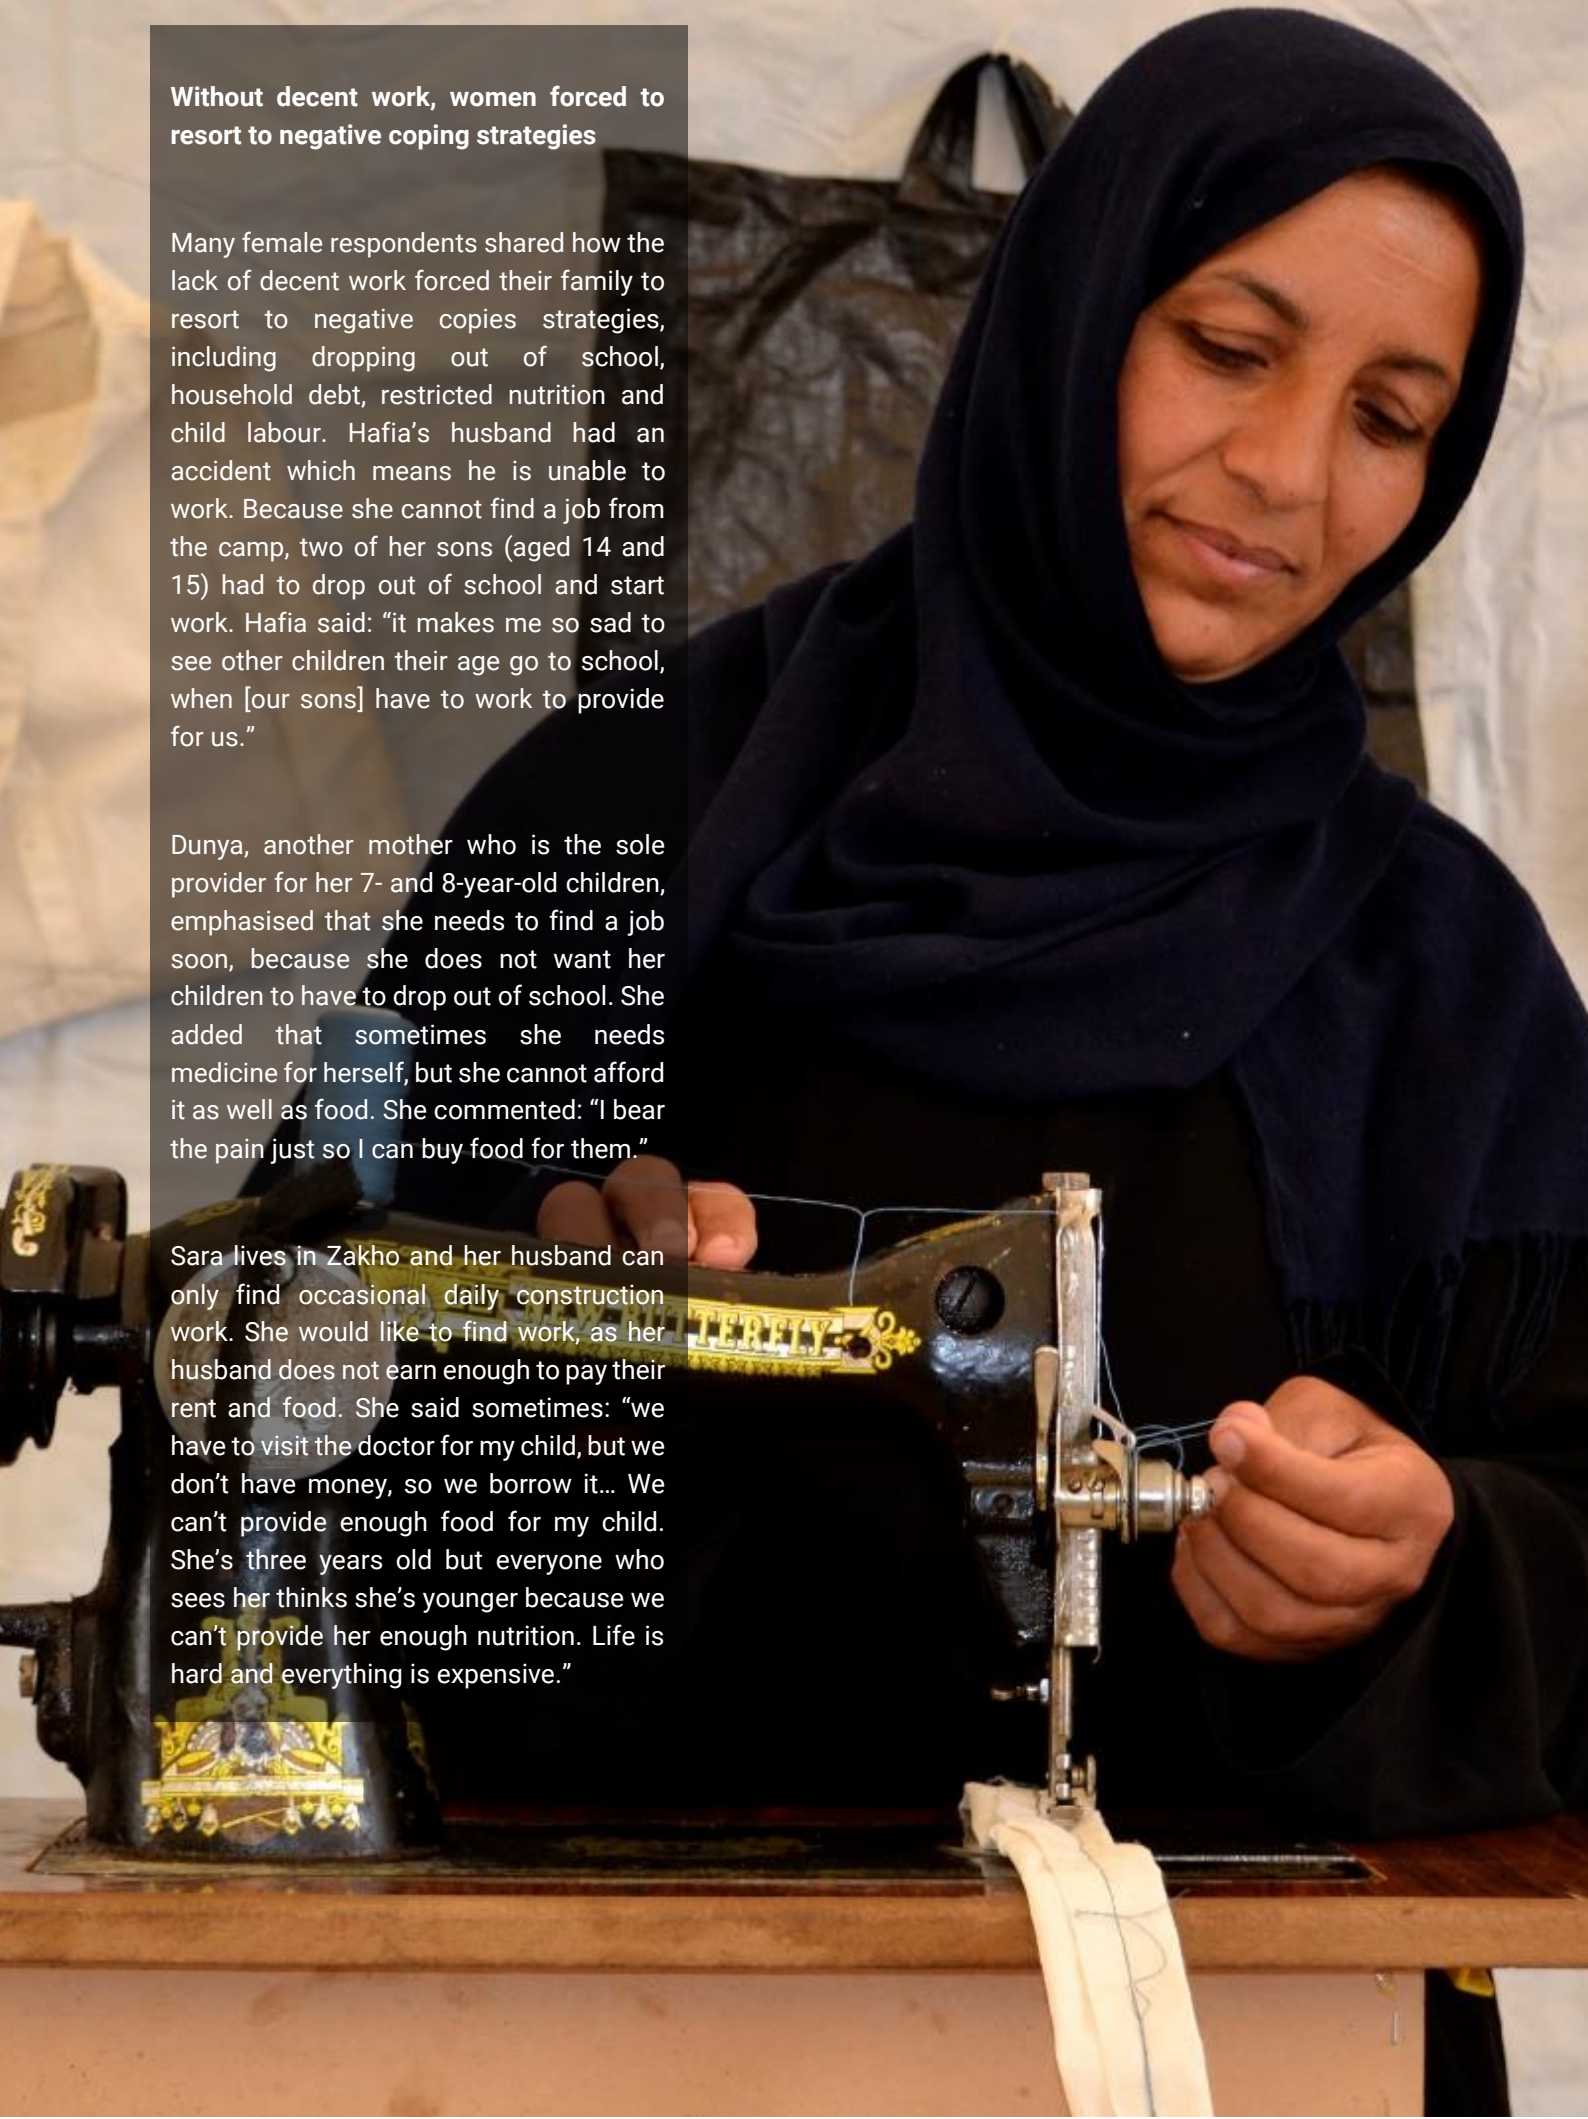 Without decent work, women forced to
resort to negative coping strategies
Many female respondents shared how the
lack of decent work forced their family to
resort to negative copies strategies,
including dropping out of school,
household debt, restricted nutrition and
child labour. Hafia’s husband had an
accident which means he is unable to
work. Because she cannot find a job from
the camp, two of her sons (aged 14 and
15) had to drop out of school and start
work. Hafia said: “it makes me so sad to
see other children their age go to school,
when [our sons] have to work to provide
for us.”
Dunya, another mother who is the sole
provider for her 7- and 8-year-old children,
emphasised that she needs to find a job
soon, because she does not want her
children to have to drop out of school. She
added that sometimes she needs
medicine for herself, but she cannot afford
it as well as food. She commented: “I bear
the pain just so I can buy food for them.”
Sara lives in Zakho and her husband can
only find occasional daily construction
work. She would like to find work, as her
husband does not earn enough to pay their
rent and food. She said sometimes: “we
have to visit the doctor for my child, but we
don’t have money, so we borrow it… We
can’t provide enough food for my child.
She’s three years old but everyone who
sees her thinks she’s younger because we
can’t provide her enough nutrition. Life is
hard and everything is expensive.”